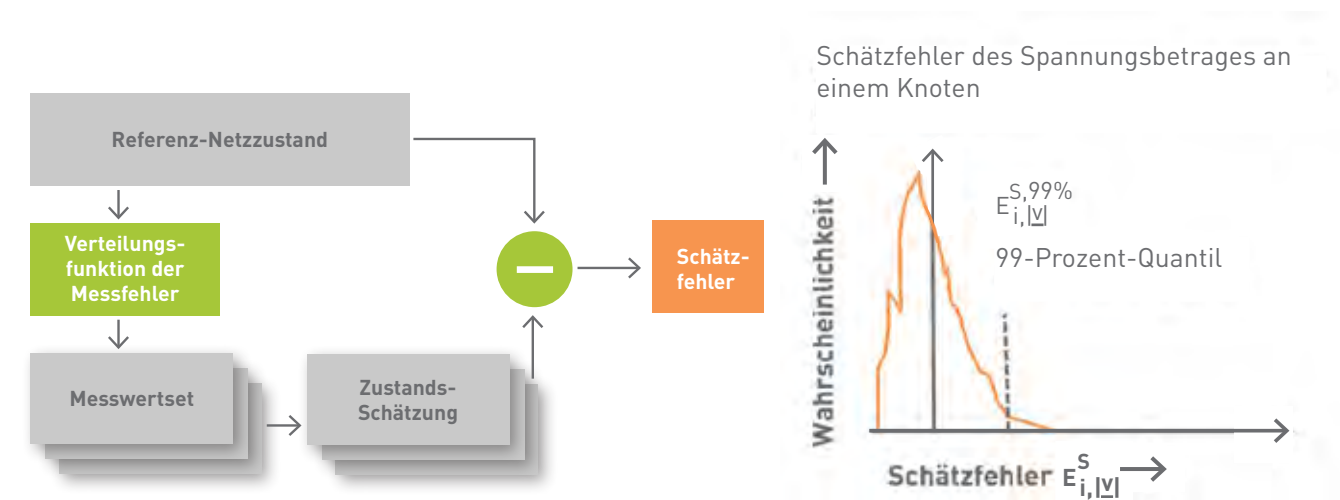 Referenz-Netzzustand
Verteilungs-
funktion der
Messfehler
Messwertset
Zustands-
Schätzung
Schätz-
fehler
Schätzfehler des Spannungsbetrages an
einem Knoten
Wahrscheinlichkeit
E S,99% i,|v|
99-Prozent-Quantil
Schätzfehler E S i,|v|